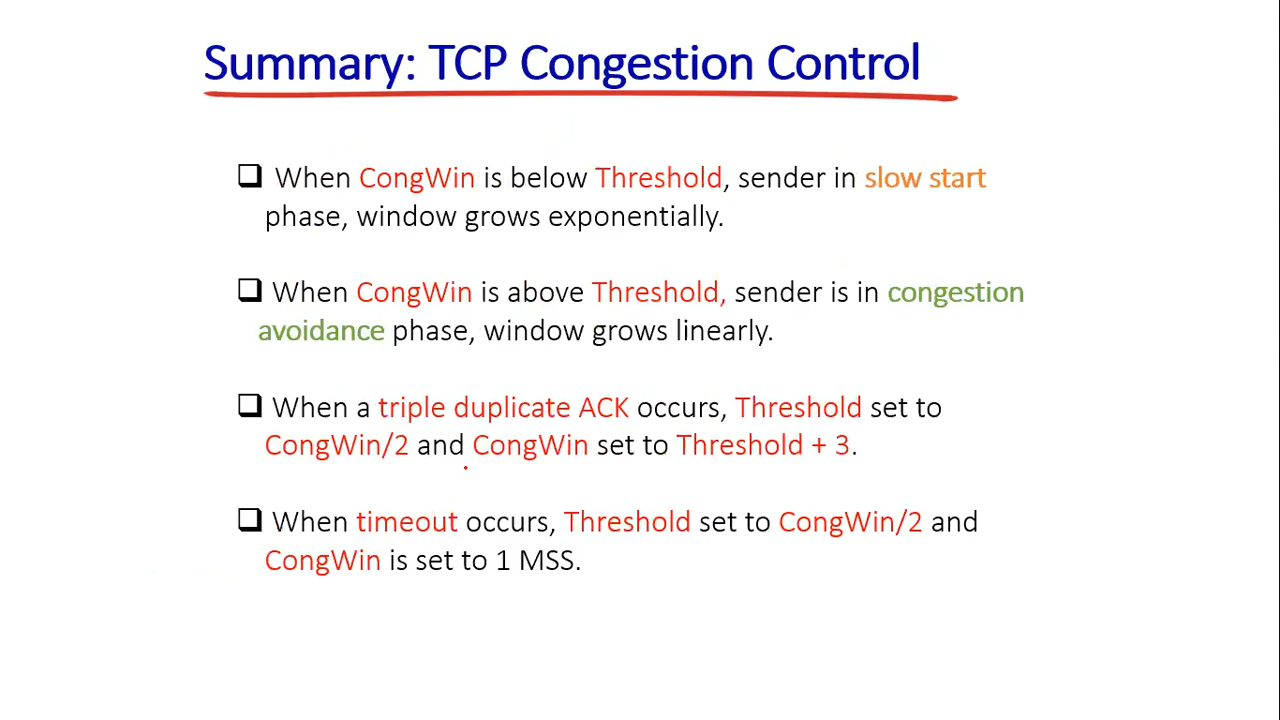 Summary: TCP Congestion Control
When CongWin is below Threshold, sender in slow start
phase, window grows exponentially.
When CongWin is above Threshold, sender is in congestion
avoidance phase, window grows linearly.
When a triple duplicate ACK occurs, Threshold set to
CongWin/2 and CongWin set to Threshold + 3.
When timeout occurs, Threshold set to CongWin/2 and
CongWin is set to 1 MSS.